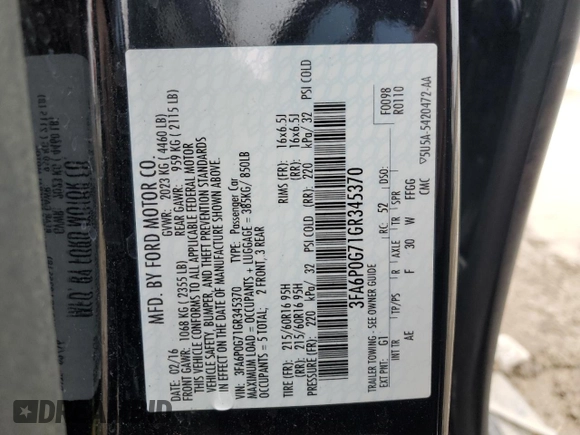 MFD. BY FORD MOTOR CO.
DATE: 02/16 GVWR: 2023 KG (4460 LB)
FRONT GAWR: 1068 KG (2355 LB) REAR GAWR: 959 KG (2115 LB)
THIS VEHICLE CONFORMS TO ALL APPLICABLE FEDERAL MOTOR
VEHICLE SAFETY, BUMPER, AND THEFT PREVENTION STANDARDS
IN EFFECT ON THE DATE OF MANUFACTURE SHOWN ABOVE.
VIN: 3FA6P0G71GR345370 TYPE: Passenger Car
MAXIMUM LOAD = OCCUPANTS + LUGGAGE = 385KG/ 850LB
OCCUPANTS = 5 TOTAL; 2 FRONT, 3 REAR
TIRE (FR): 215/60R16 95H RIMS (FR): 16x6.5J
(RR): 215/60R16 95H (RR): 16x6.5J
PRESSURE (FR): 220 kPa/ 32 PSI COLD (RR): 220 kPa/ 32 PSI COLD
3FA6P0G71GR345370
F0098
R0110
TRAILER TOWING - SEE OWNER GUIDE
EXT PNT: G1 RC: 52 DSO:
INT TR TP/PS R AXLE TR SPR
AE F 30 W FFGG
CMC
5U5A-5420472-AA
MFD. BY FORD MOTOR CO.